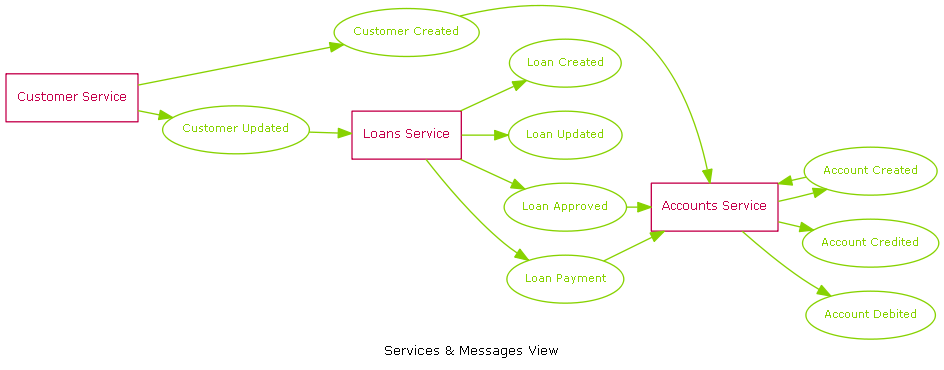 Customer Created
Loan Created
Customer Service
Customer Updated
Loans Service
Loan Updated
Account Created
Loan Approved
Accounts Service
Account Credited
Loan Payment
Account Debited
Services & Messages View